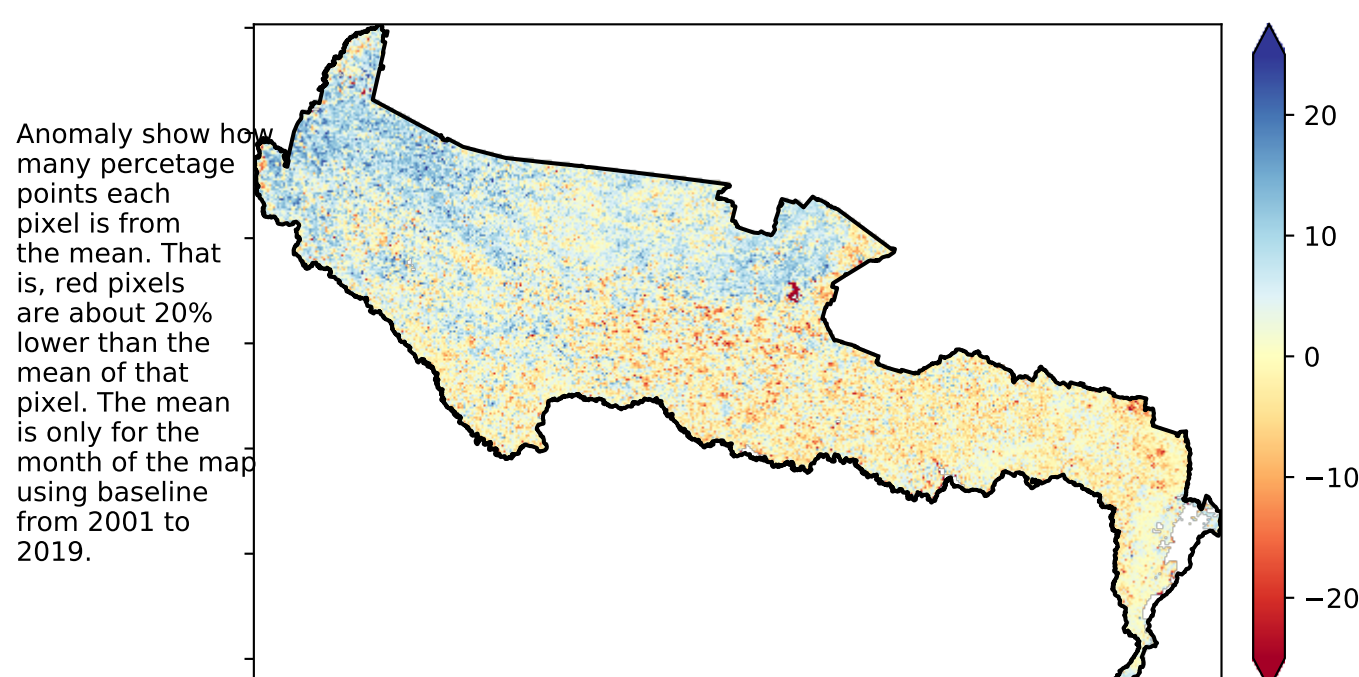 Anomaly show how
many percetage
points each
pixel is from
the mean. That
is, red pixels
are about 20%
lower than the
mean of that
pixel. The mean
is only for the
month of the map
using baseline
from 2001 to
2019.
20
10
0
−10
−20